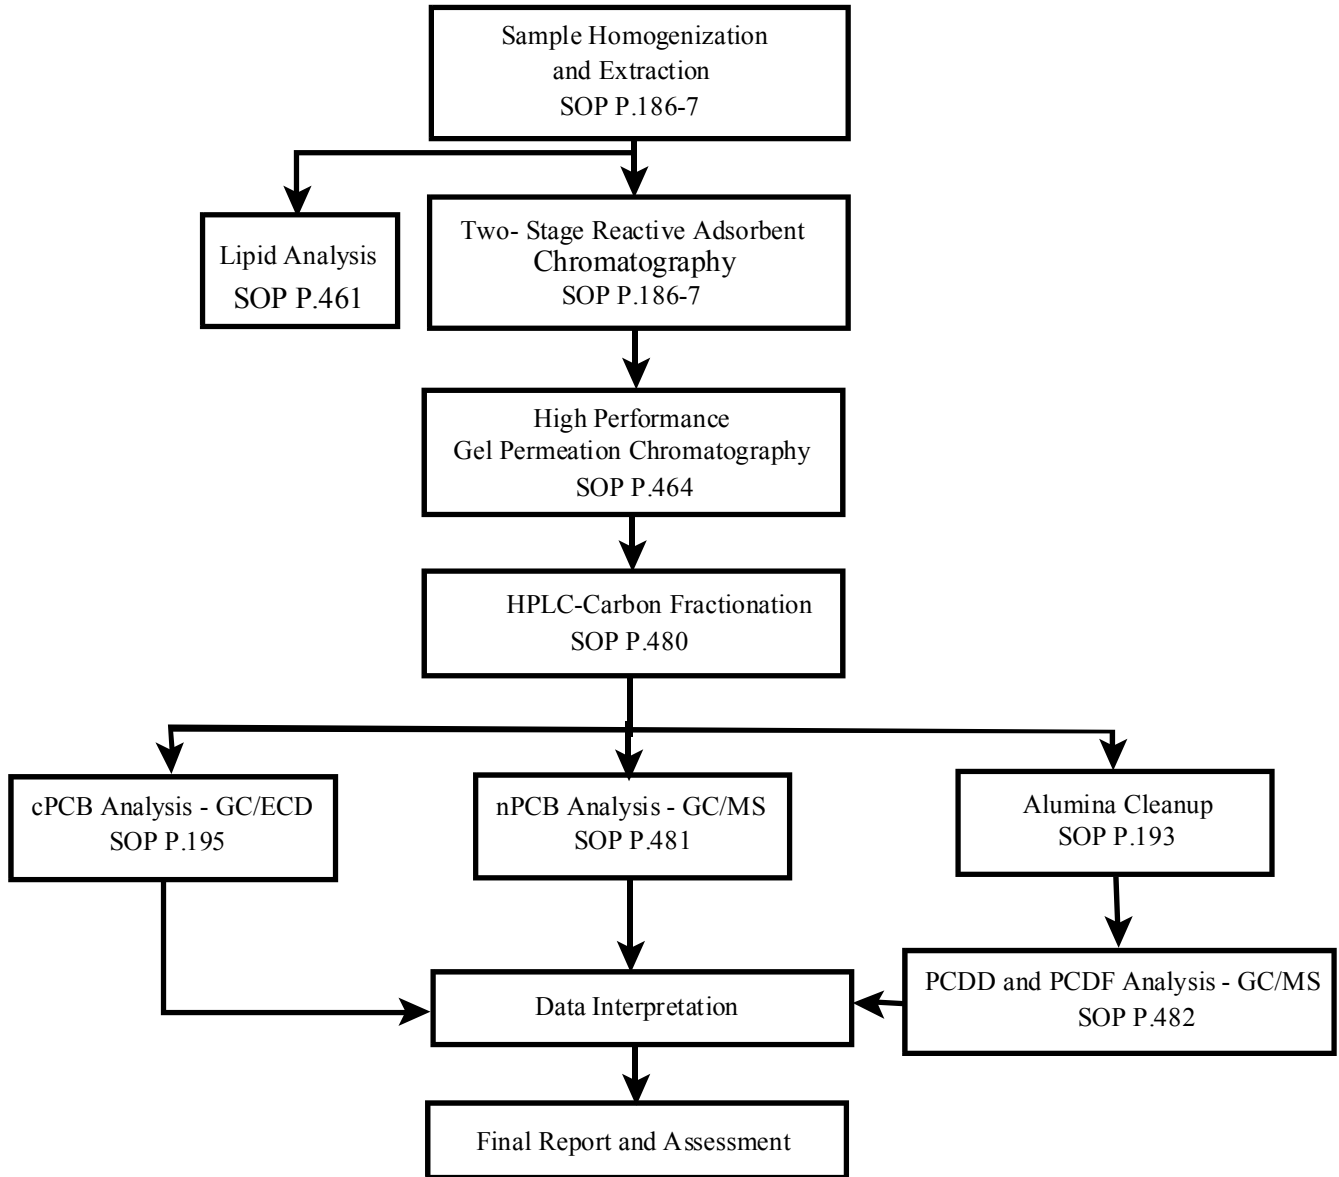 Sample Homogenization
and Extraction
SOP P.186-7
Lipid Analysis
SOP P.461
Two- Stage Reactive Adsorbent
Chromatography
SOP P.186-7
High Performance
Gel Permeation Chromatography
SOP P.464
HPLC-Carbon Fractionation
SOP P.480
cPCB Analysis - GC/ECD
SOP P.195
nPCB Analysis - GC/MS
SOP P.481
Alumina Cleanup
SOP P.193
PCDD and PCDF Analysis - GC/MS
SOP P.482
Data Interpretation
Final Report and Assessment